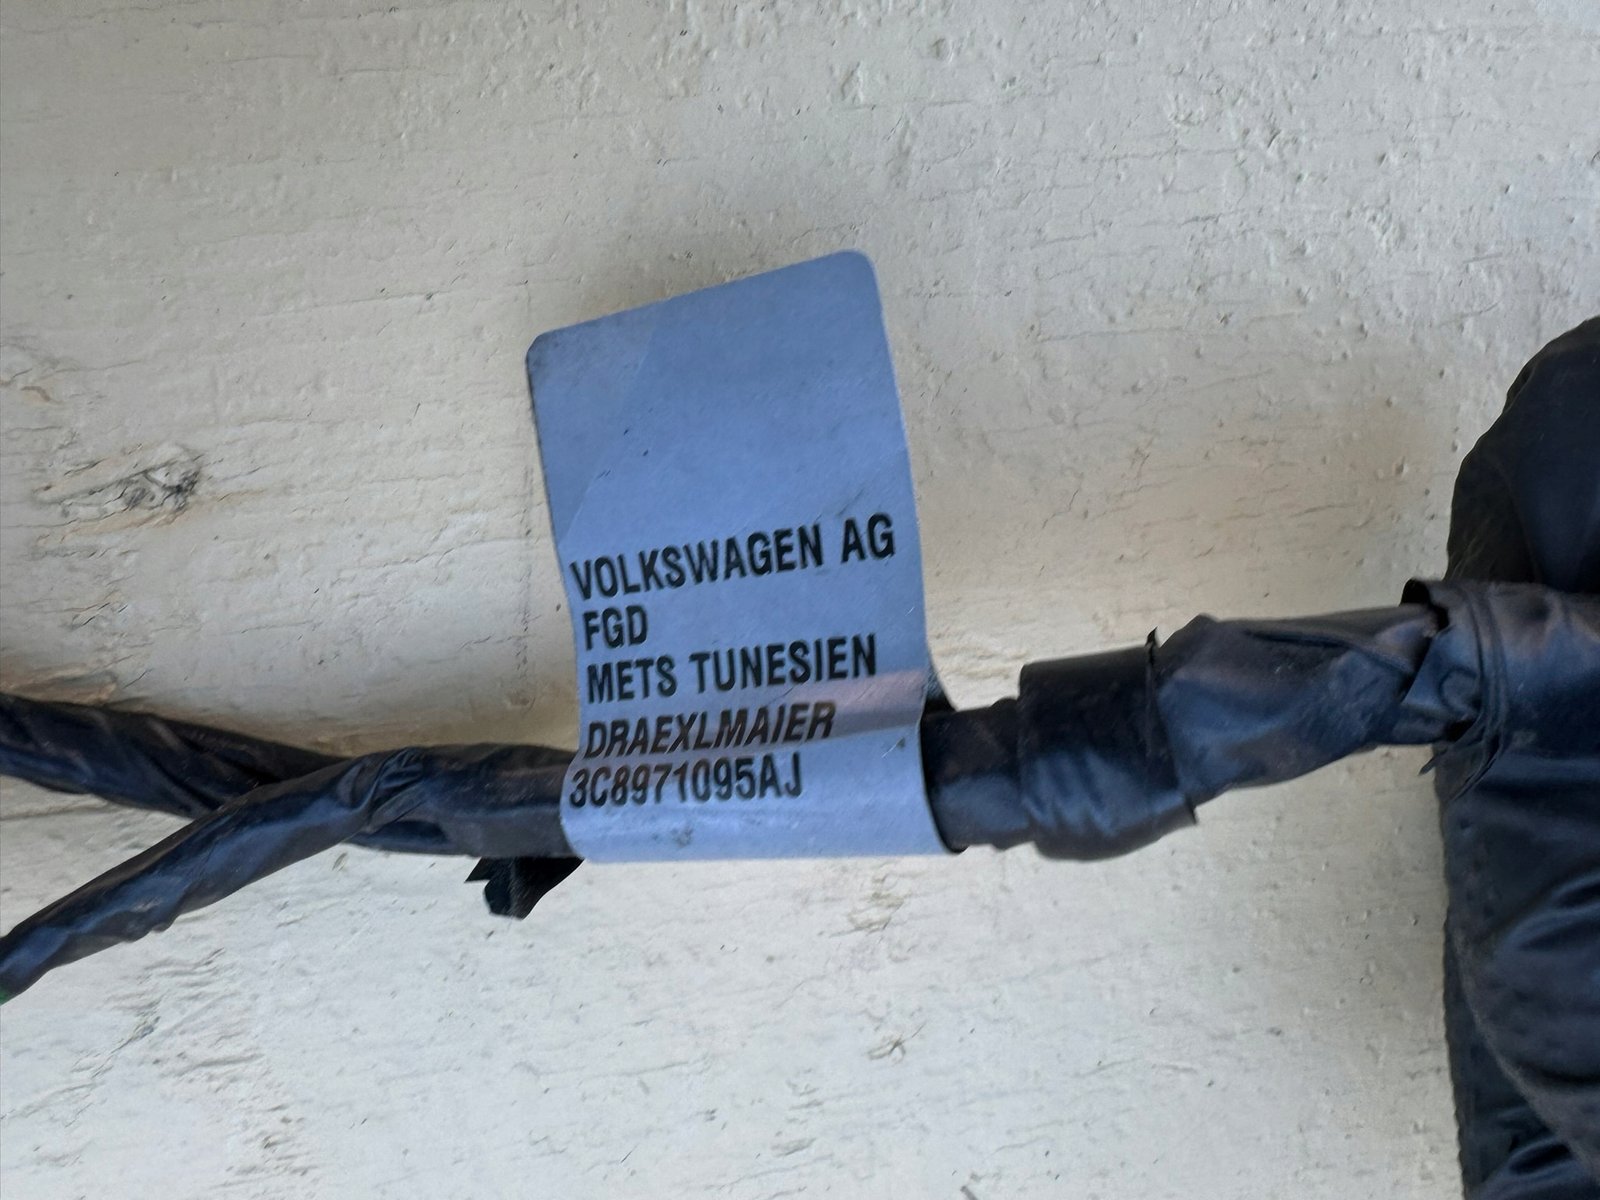 VOLKSWAGEN AG
FGD
METS TUNESIEN
DRAEXLMAIER
3C8971095AJ